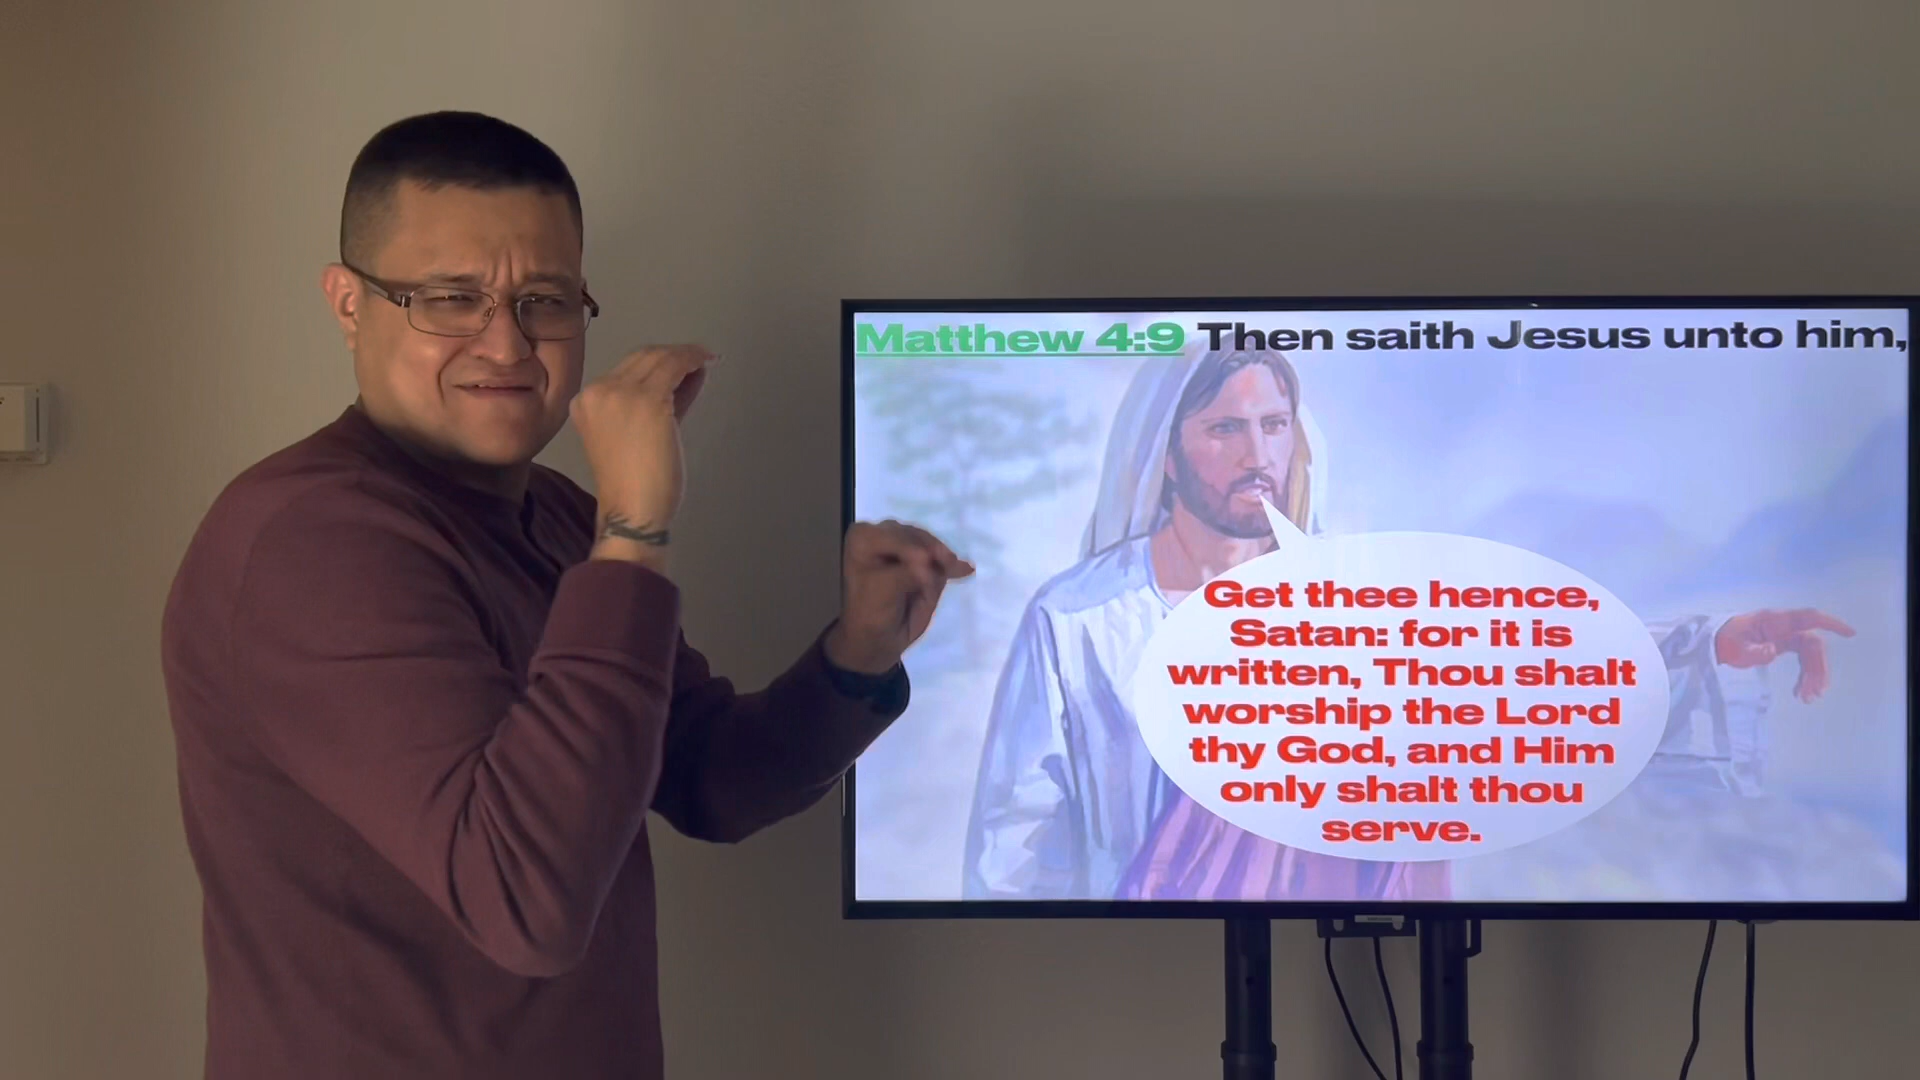 Matthew 4:9 Then saith Jesus unto him,
Get thee hence,
Satan: for it is
written, Thou shalt
worship the Lord
thy God, and Him
only shalt thou
serve.